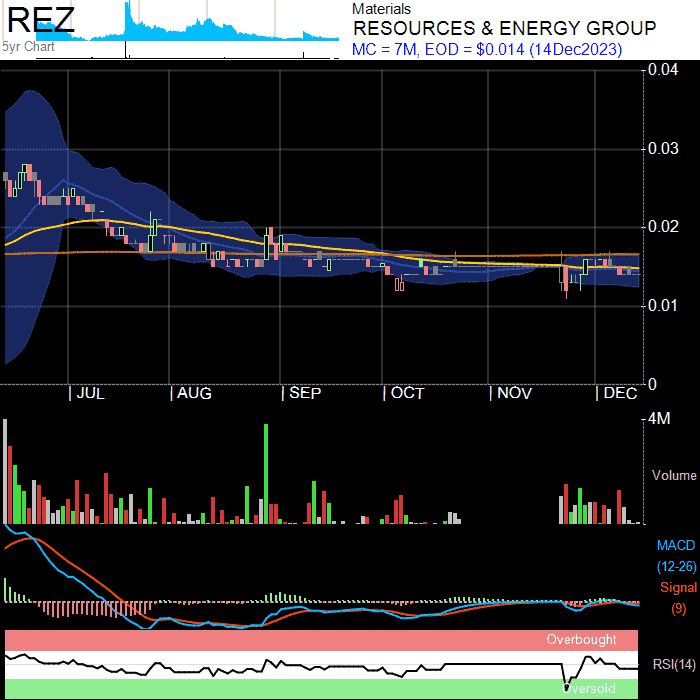 REZ
5yr Chart
Materials
RESOURCES & ENERGY GROUP
MC = 7M, EOD = $0.014 (14Dec2023)
0.04
0.03
0.02
0.01
0
JUL AUG SEP OCT NOV DEC
4M
Volume
MACD
(12-26)
Signal
(9)
Overbought
RSI(14)
Oversold